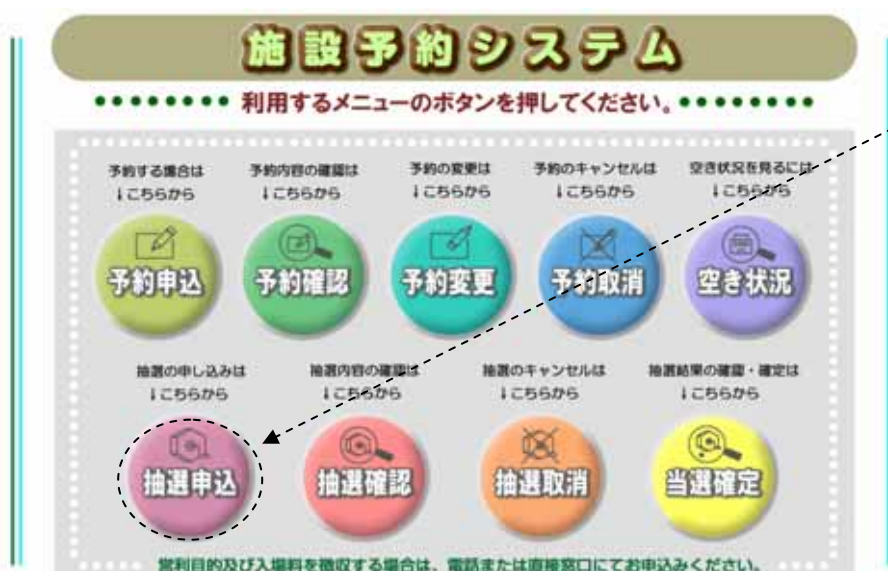 施設予約システム
利用するメニューのボタンを押してください。
予約する場合は
↓こちらから
予約内容の確認は
↓こちらから
予約の変更は
↓こちらから
予約のキャンセルは
↓こちらから
空き状況を見るには
↓こちらから
予約申込
予約確認
予約変更
予約取消
空き状況
抽選の申し込みは
↓こちらから
抽選内容の確認は
↓こちらから
抽選のキャンセルは
↓こちらから
抽選結果の確認・確定は
↓こちらから
抽選申込
抽選確認
抽選取消
当選確定
営利目的及び入場料を徴収する場合は、電話または直接窓口にてお申込みください。